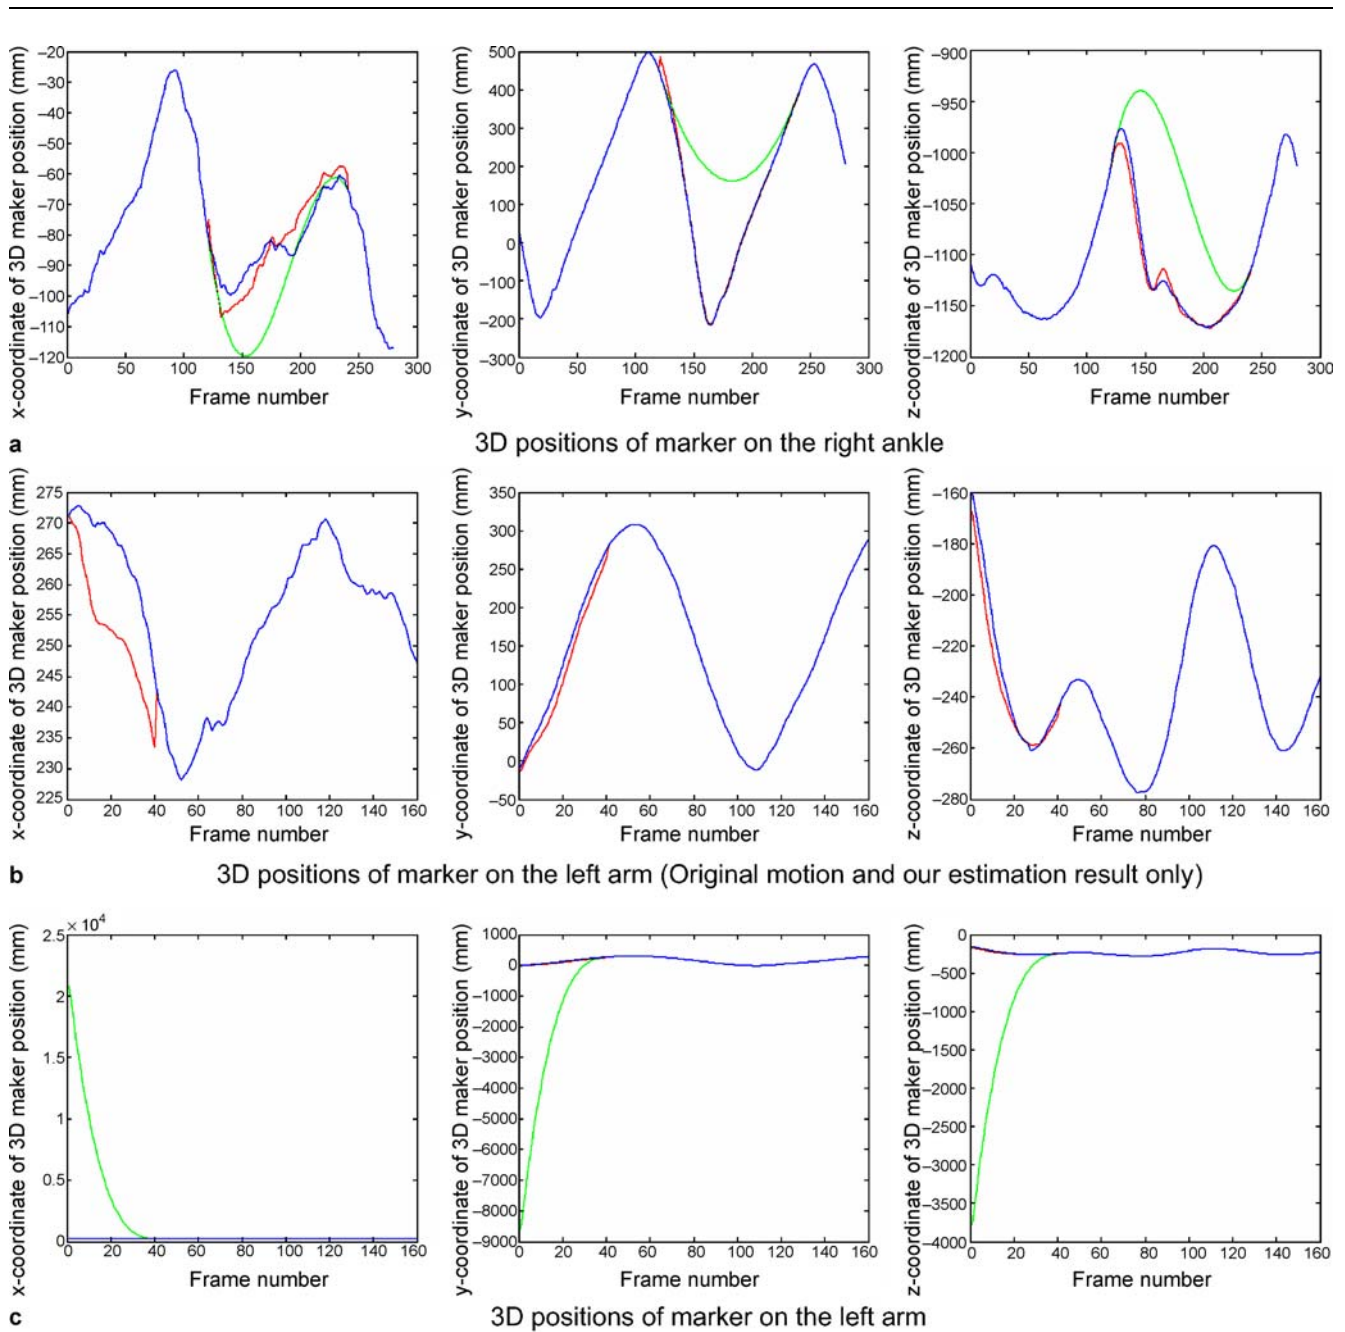 x-coordinate of 3D maker position (mm)
–20
–30
–40
–50
–60
–70
–80
–90
–100
–110
–120
0 50 100 150 200 250 300
Frame number
y-coordinate of 3D maker position (mm)
500
400
300
200
100
0
–100
–200
–300
0 50 100 150 200 250 300
Frame number
z-coordinate of 3D maker position (mm)
–900
–950
–1000
–1050
–1100
–1150
–1200
0 50 100 150 200 250 300
Frame number
a 3D positions of marker on the right ankle
x-coordinate of 3D maker position (mm)
275
270
265
260
255
250
245
240
235
230
225
0 20 40 60 80 100 120 140 160
Frame number
y-coordinate of 3D maker position (mm)
350
300
250
200
150
100
50
0
–50
0 20 40 60 80 100 120 140 160
Frame number
z-coordinate of 3D maker position (mm)
–160
–180
–200
–220
–240
–260
–280
0 20 40 60 80 100 120 140 160
Frame number
b 3D positions of marker on the left arm (Original motion and our estimation result only)
x-coordinate of 3D maker position (mm)
× 10⁴
2.5
2
1.5
1
0.5
0
0 20 40 60 80 100 120 140 160
Frame number
y-coordinate of 3D maker position (mm)
1000
0
–1000
–2000
–3000
–4000
–5000
–6000
–7000
–8000
–9000
0 20 40 60 80 100 120 140 160
Frame number
z-coordinate of 3D maker position (mm)
0
–500
–1000
–1500
–2000
–2500
–3000
–3500
–4000
0 20 40 60 80 100 120 140 160
Frame number
c 3D positions of marker on the left arm